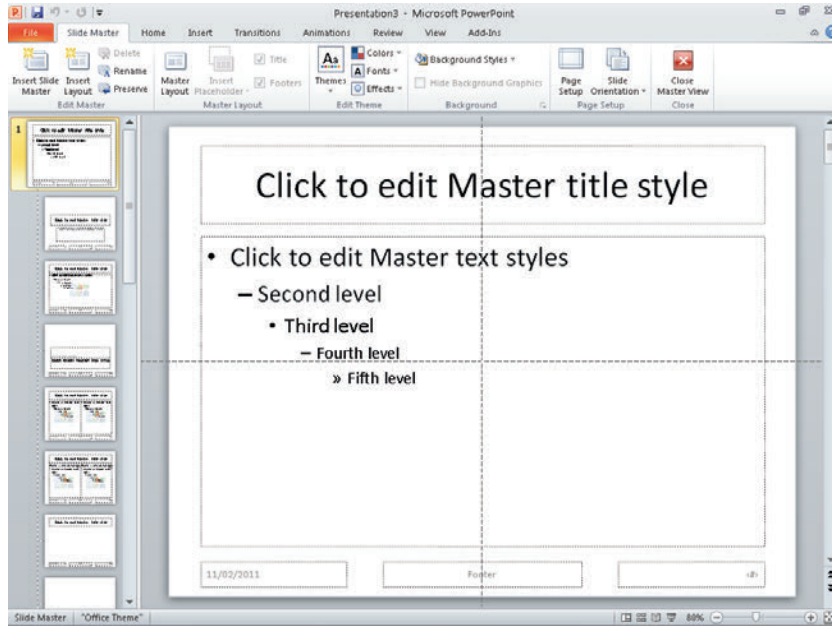 Presentation3 - Microsoft PowerPoint
File Slide Master Home Insert Transitions Animations Review View Add-Ins
Insert Slide Master
Insert Layout
Delete
Rename
Preserve
Edit Master
Master Layout
Insert Placeholder
Title
Footers
Master Layout
Themes
Colors
Fonts
Effects
Edit Theme
Background Styles
Hide Background Graphics
Background
Page Setup
Slide Orientation
Page Setup
Close Master View
Close
1
Click to edit Master title style
• Click to edit Master text styles
– Second level
• Third level
– Fourth level
» Fifth level
11/02/2011
Footer
‹#›
Slide Master "Office Theme" 80%